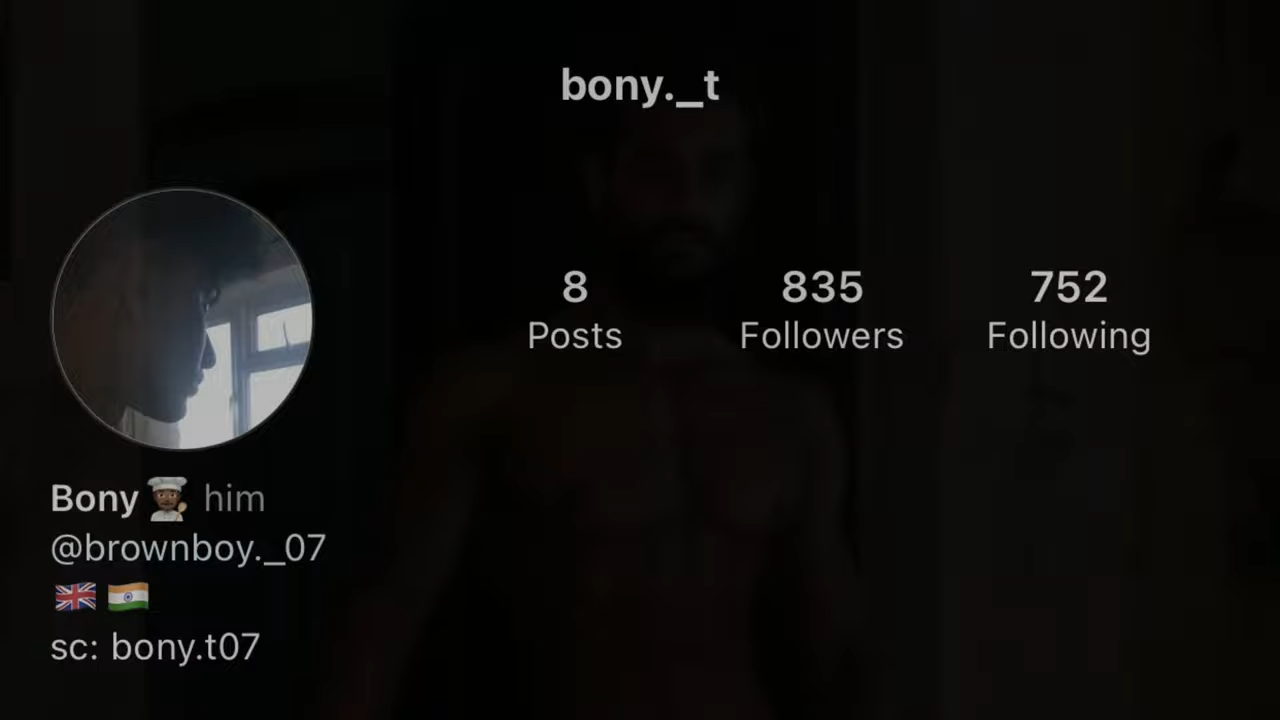 bony._t
8 835 752
Posts Followers Following
Bony 👨🏾‍🍳 him
@brownboy._07
🇬🇧 🇮🇳
sc: bony.t07